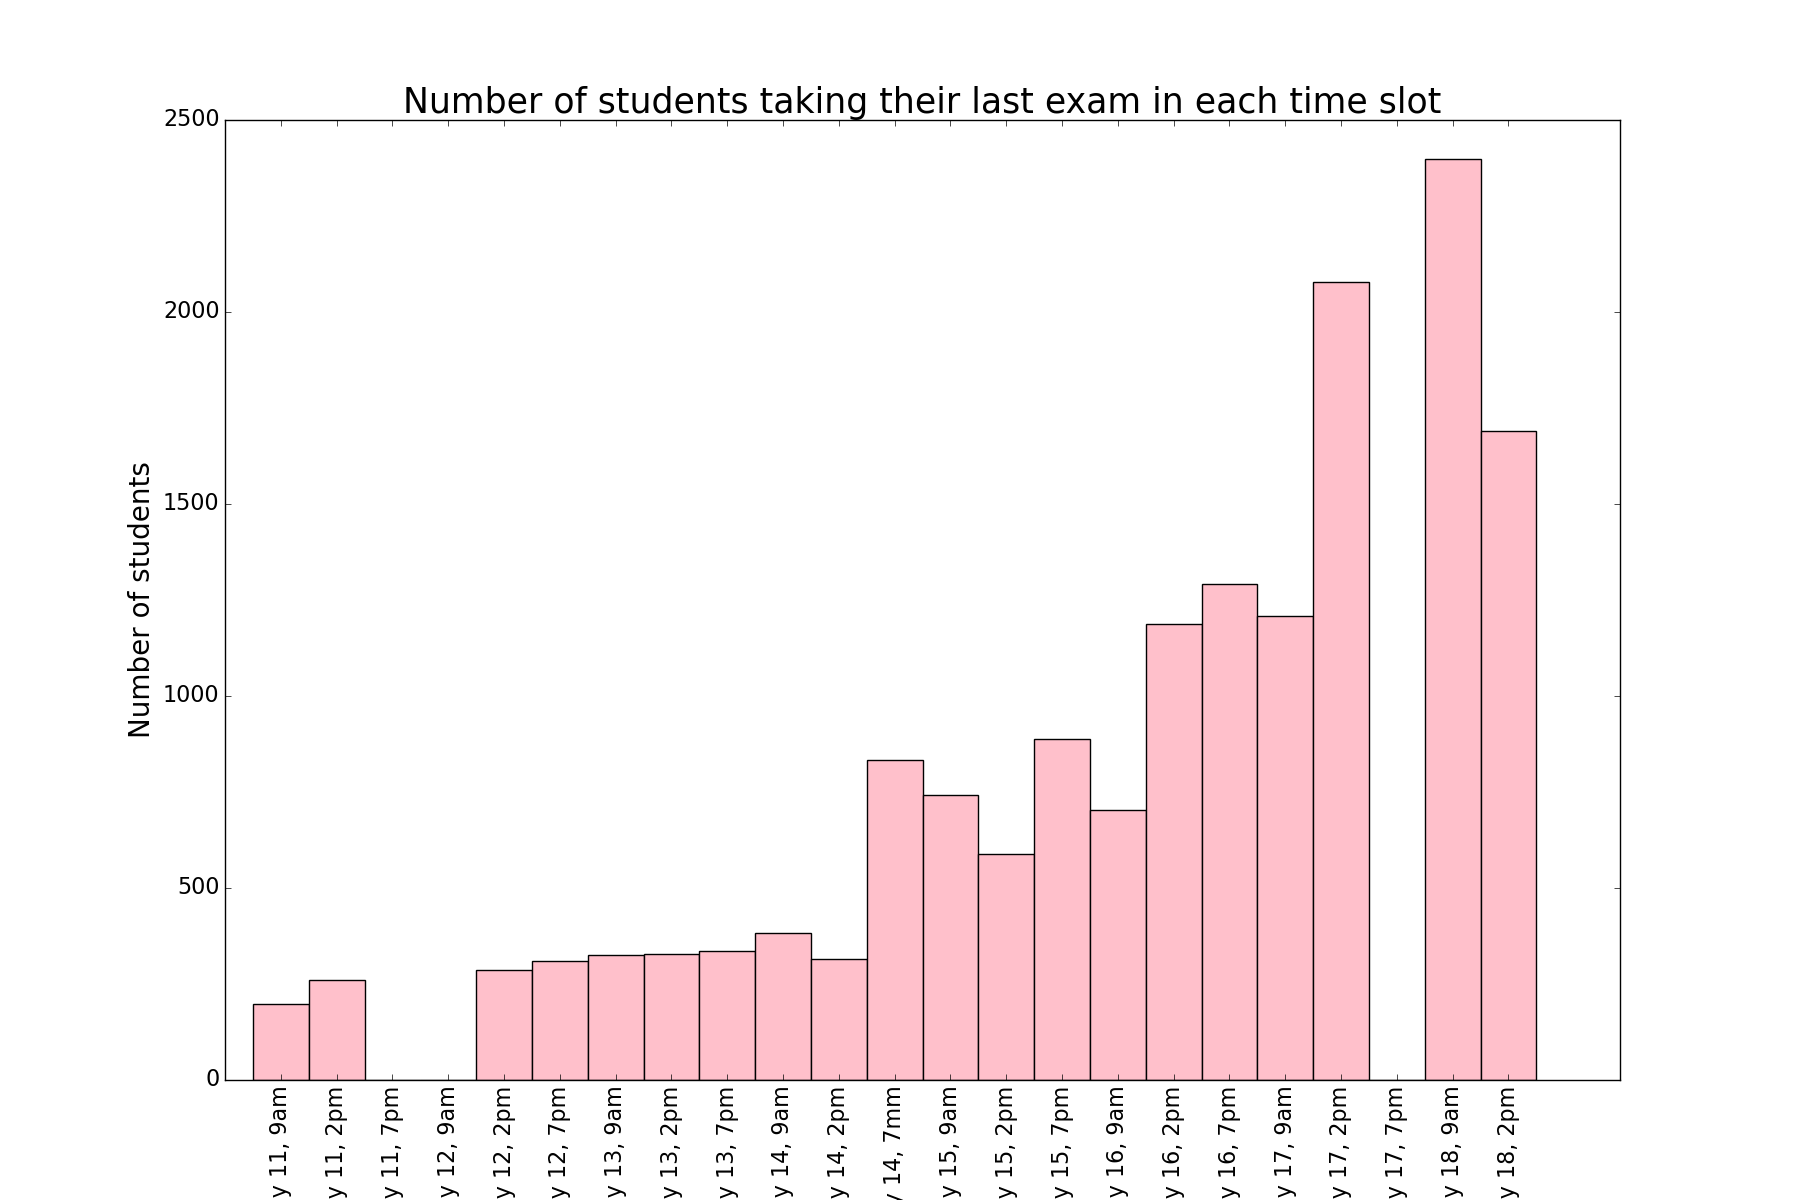 Number of students taking their last exam in each time slot
2500
2000
1500
1000
500
0
Number of students
y 11, 9am
y 11, 2pm
y 11, 7pm
y 12, 9am
y 12, 2pm
y 12, 7pm
y 13, 9am
y 13, 2pm
y 13, 7pm
y 14, 9am
y 14, 2pm
y 14, 7mm
y 15, 9am
y 15, 2pm
y 15, 7pm
y 16, 9am
y 16, 2pm
y 16, 7pm
y 17, 9am
y 17, 2pm
y 17, 7pm
y 18, 9am
y 18, 2pm